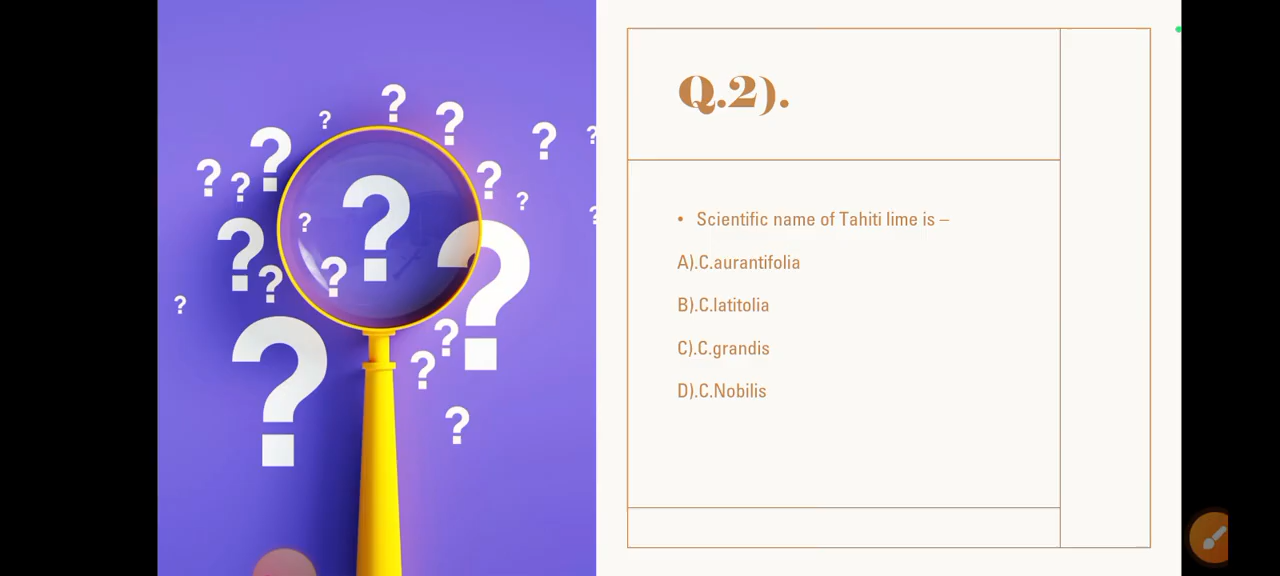 Q.2).
• Scientific name of Tahiti lime is –
A).C.aurantifolia
B).C.latitolia
C).C.grandis
D).C.Nobilis